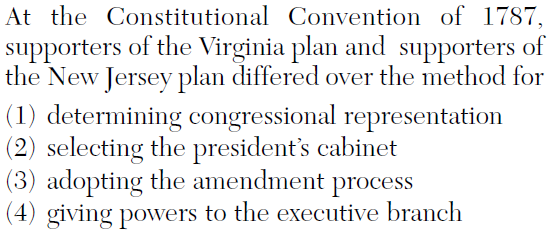 At the Constitutional Convention of 1787,
supporters of the Virginia plan and supporters of
the New Jersey plan differed over the method for
(1) determining congressional representation
(2) selecting the president’s cabinet
(3) adopting the amendment process
(4) giving powers to the executive branch